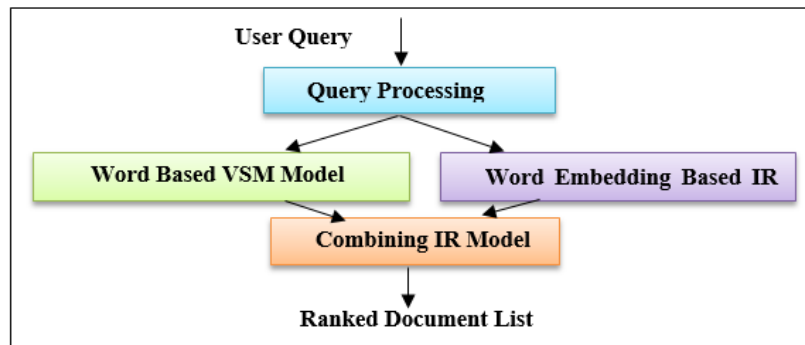 User Query
Query Processing
Word Based VSM Model
Word Embedding Based IR
Combining IR Model
Ranked Document List